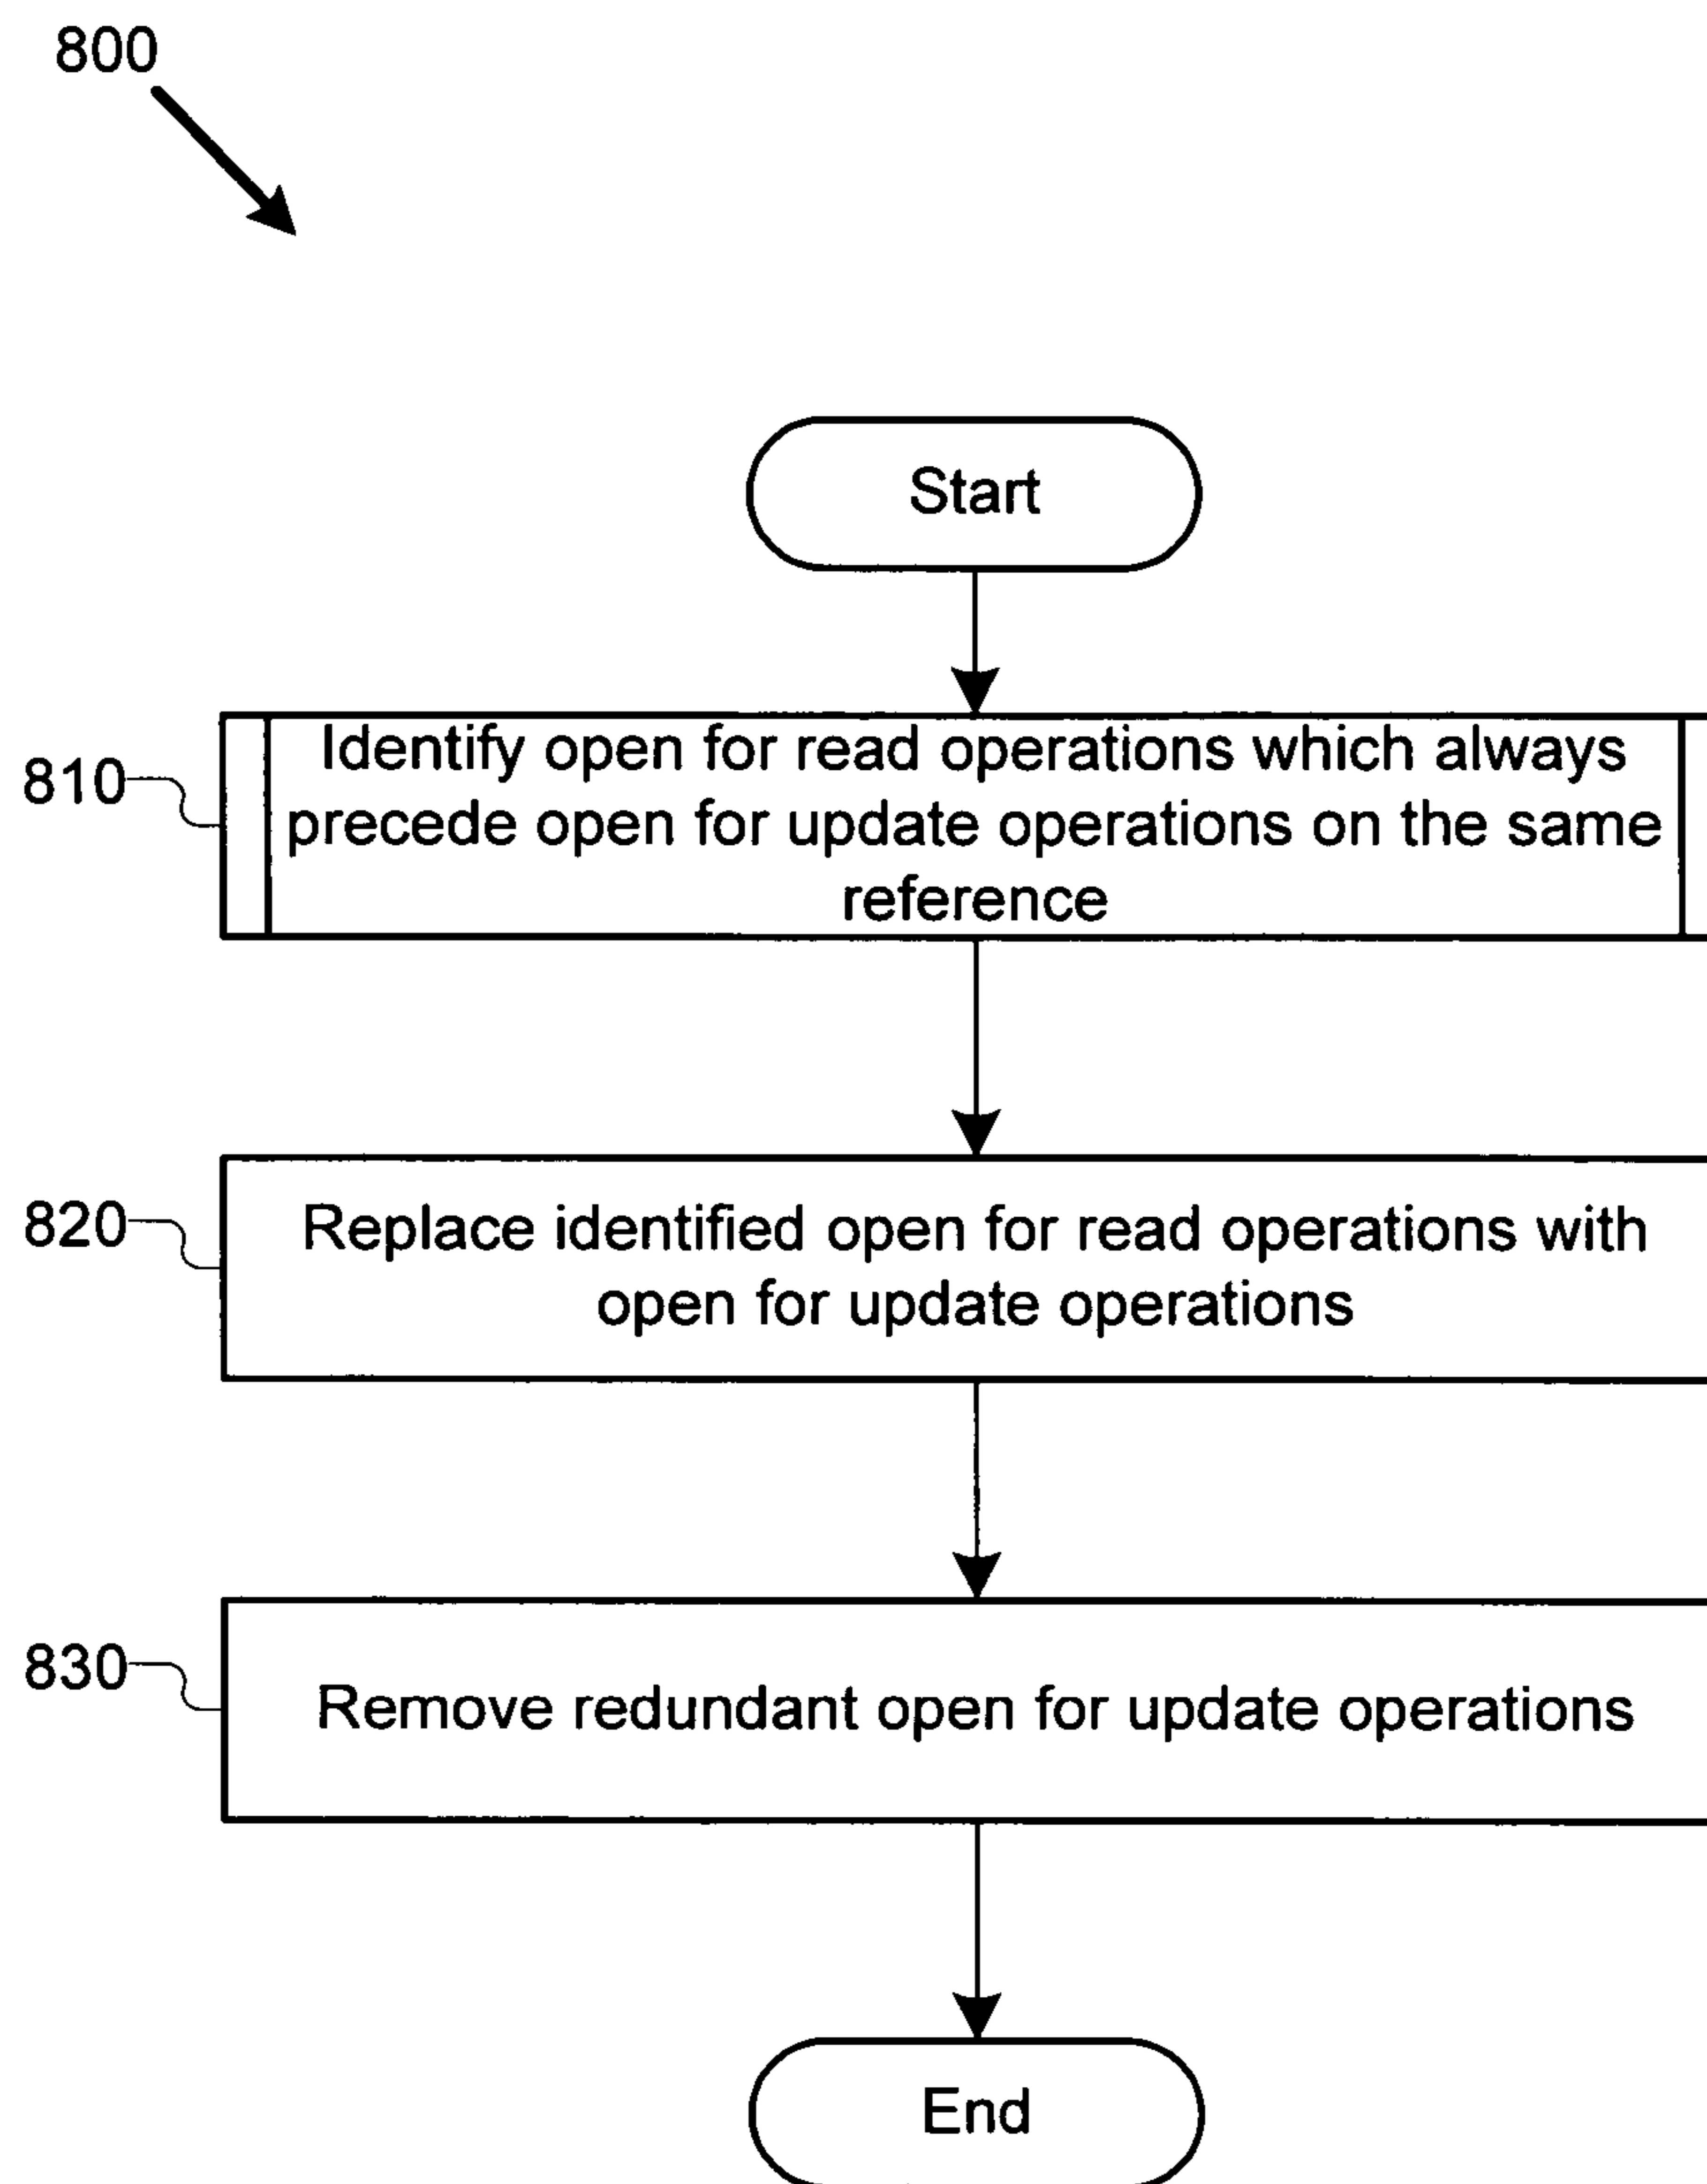 800
Start
810
Identify open for read operations which always
precede open for update operations on the same
reference
820
Replace identified open for read operations with
open for update operations
830
Remove redundant open for update operations
End